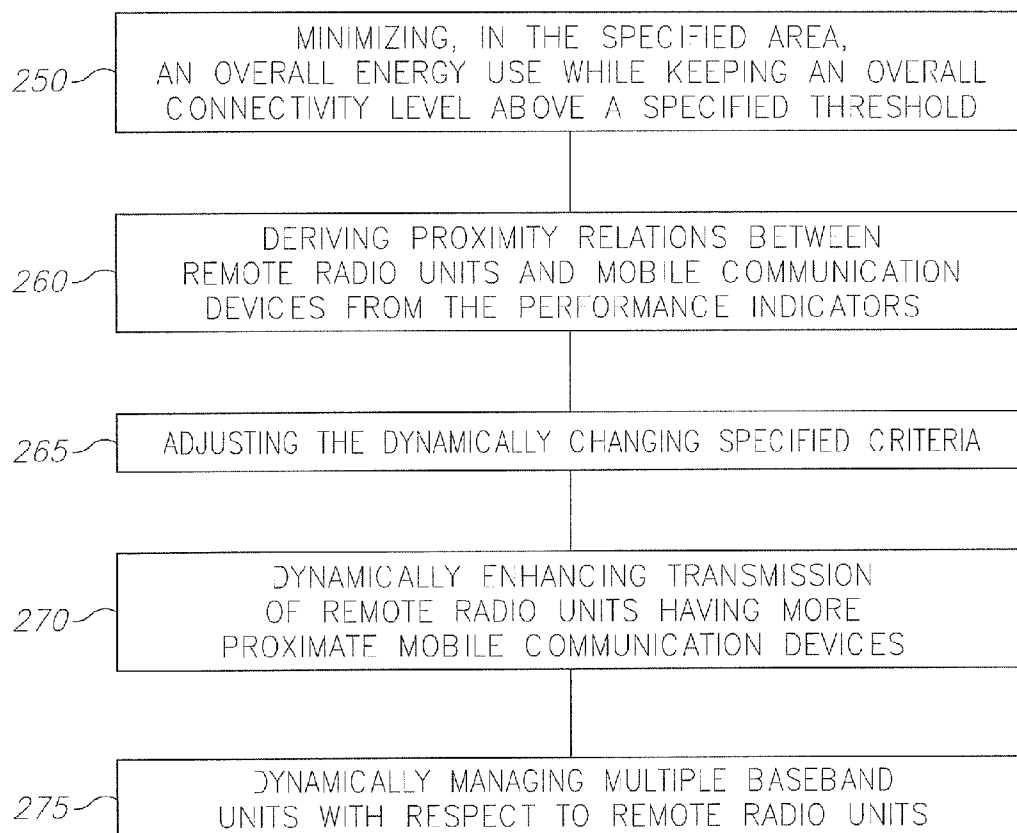 250
MINIMIZING, IN THE SPECIFIED AREA,
AN OVERALL ENERGY USE WHILE KEEPING AN OVERALL
CONNECTIVITY LEVEL ABOVE A SPECIFIED THRESHOLD
260
DERIVING PROXIMITY RELATIONS BETWEEN
REMOTE RADIO UNITS AND MOBILE COMMUNICATION
DEVICES FROM THE PERFORMANCE INDICATORS
265
ADJUSTING THE DYNAMICALLY CHANGING SPECIFIED CRITERIA
270
DYNAMICALLY ENHANCING TRANSMISSION
OF REMOTE RADIO UNITS HAVING MORE
PROXIMATE MOBILE COMMUNICATION DEVICES
275
DYNAMICALLY MANAGING MULTIPLE BASEBAND
UNITS WITH RESPECT TO REMOTE RADIO UNITS